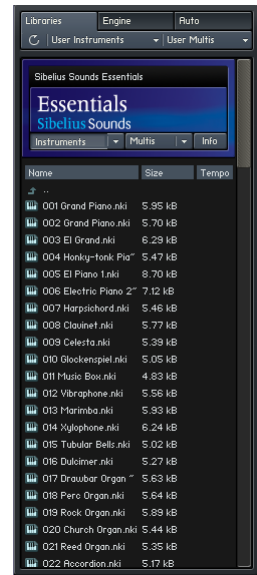 Libraries Engine Auto
User Instruments User Multis
Sibelius Sounds Essentials
Essentials
Sibelius Sounds
Instruments Multis Info
Name Size Tempo
..
001 Grand Piano.nki 5.95 kB
002 Grand Piano.nki 5.70 kB
003 El Grand.nki 6.29 kB
004 Honky-tonk Pia~ 5.47 kB
005 El Piano 1.nki 8.70 kB
006 Electric Piano 2~ 7.12 kB
007 Harpsichord.nki 5.46 kB
008 Clavinet.nki 5.77 kB
009 Celesta.nki 5.39 kB
010 Glockenspiel.nki 5.05 kB
011 Music Box.nki 4.83 kB
012 Vibraphone.nki 5.56 kB
013 Marimba.nki 5.93 kB
014 Xylophone.nki 6.24 kB
015 Tubular Bells.nki 5.02 kB
016 Dulcimer.nki 5.27 kB
017 Drawbar Organ ~ 5.63 kB
018 Perc Organ.nki 5.64 kB
019 Rock Organ.nki 5.89 kB
020 Church Organ.nki 5.44 kB
021 Reed Organ.nki 5.35 kB
022 Accordion.nki 5.17 kB